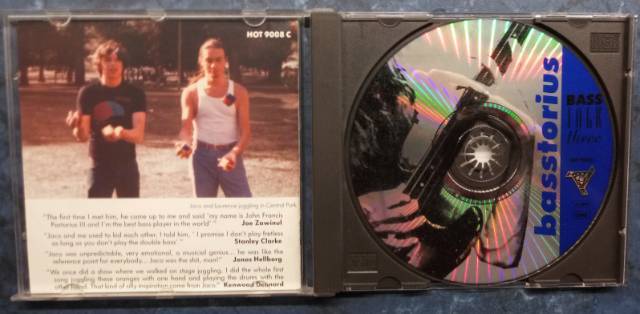 HOT 9008 C
Jaco and Laurence juggling in Central Park
"The first time I met him, he came up to me and said 'my name is John Francis
Pastorius III and I'm the best bass player in the world'" Joe Zawinul
"Jaco and me used to kid each other. I told him, ' I promise I don't play fretless
as long as you don't play the double bass' " Stanley Clarke
"Jaco was unpredictable, very emotional, a musical genius... he was like the
reference point for everybody... Jaco was the shit, man!" Jonas Hellborg
"We once did a show where we walked on stage juggling. I did the whole first
song juggling these oranges with one hand and playing the drums with the
other hand. That kind of silly inspiration came from Jaco." Kenwood Dennard
basstorius
BASS
TALK
three